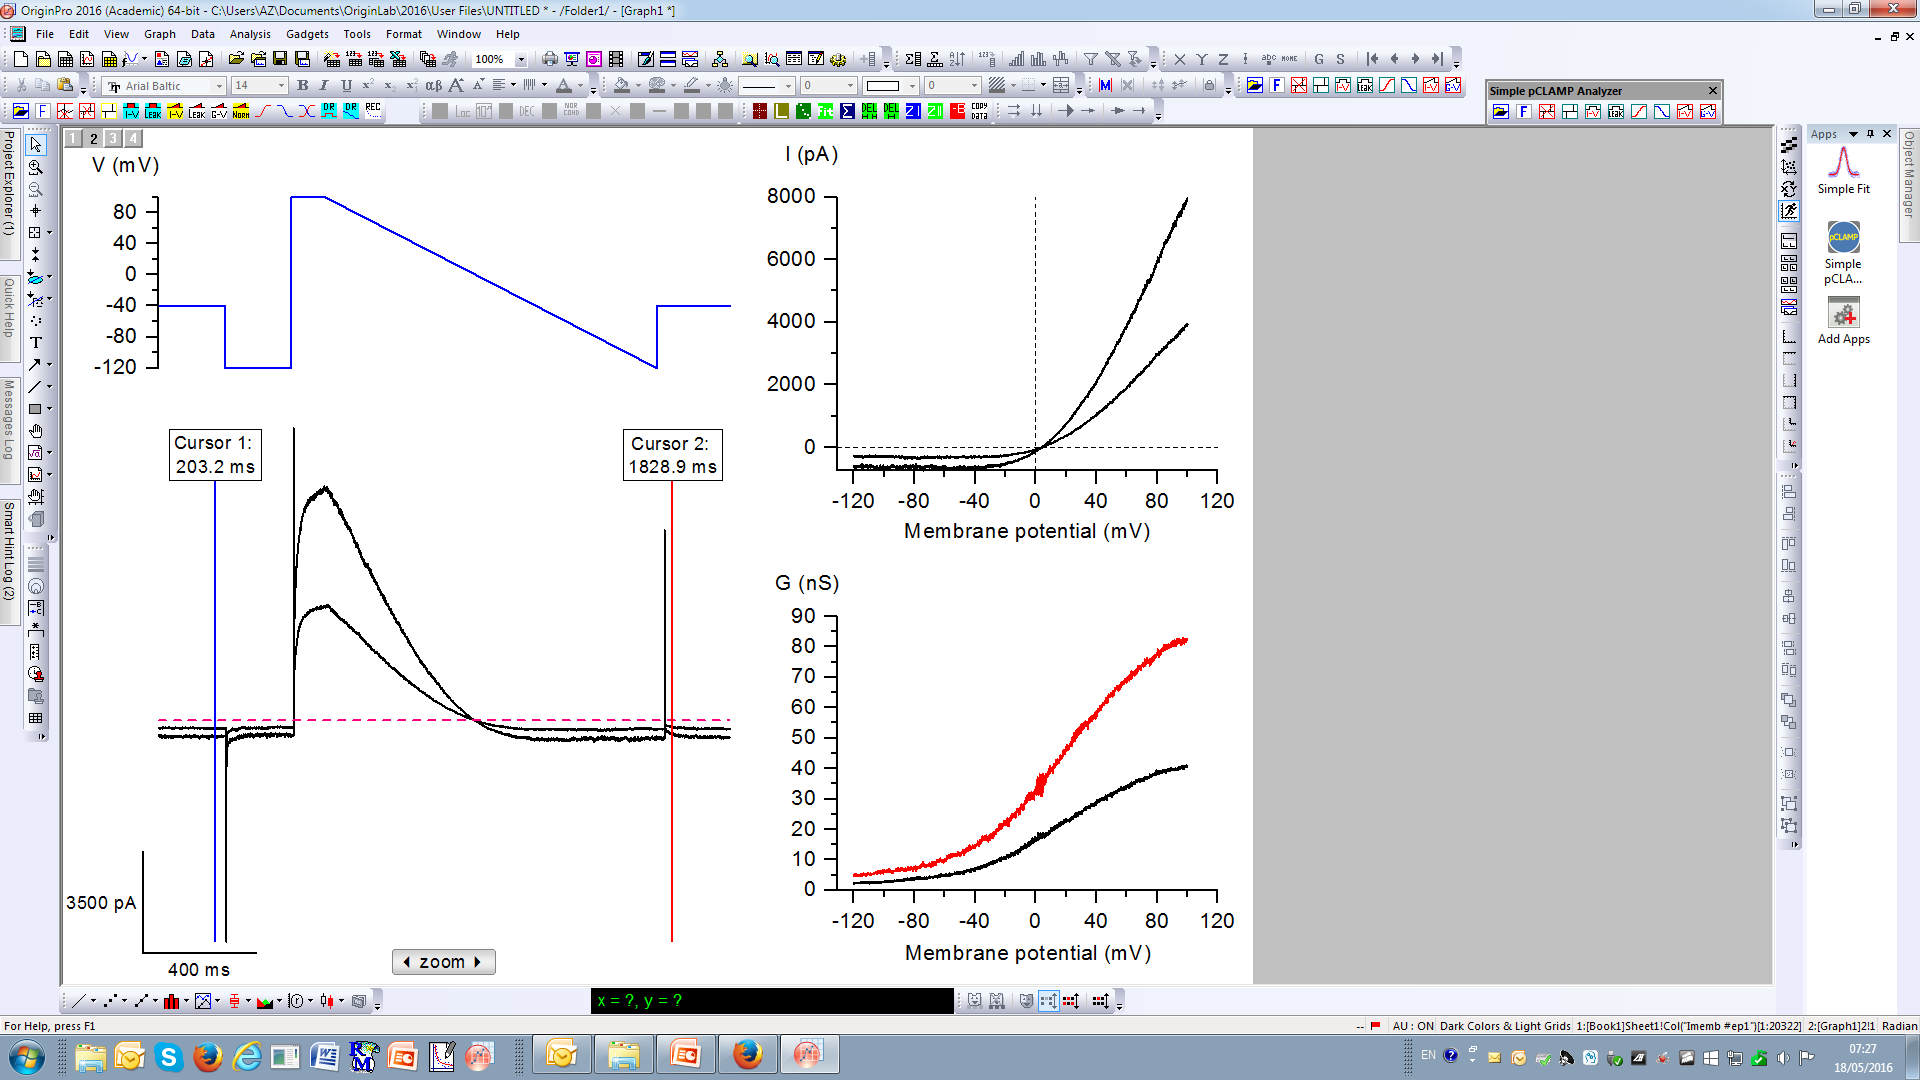 OriginPro 2016 (Academic) 64-bit - C:\Users\AZ\Documents\OriginLab\2016\User Files\UNTITLED * - /Folder1/ - [Graph1 *]
File Edit View Graph Data Analysis Gadgets Tools Format Window Help
100%
Arial Baltic 14 B I U αβ A 0 0
Simple pCLAMP Analyzer
1 2 3 4
Project Explorer (1)
Quick Help
Messages Log
Smart Hint Log (2)
V (mV)
80
40
0
-40
-80
-120
Cursor 1:
203.2 ms
Cursor 2:
1828.9 ms
3500 pA
400 ms
zoom
I (pA)
8000
6000
4000
2000
0
-120 -80 -40 0 40 80 120
Membrane potential (mV)
G (nS)
90
80
70
60
50
40
30
20
10
0
-120 -80 -40 0 40 80 120
Membrane potential (mV)
Apps
Simple Fit
pCLAMP
Simple
pCLA...
Add Apps
Object Manager
x = ?, y = ?
For Help, press F1
-- AU : ON Dark Colors & Light Grids 1:[Book1]Sheet1!Col("Imemb #ep1")[1:20322] 2:[Graph1]2!1 Radian
EN
07:27
18/05/2016